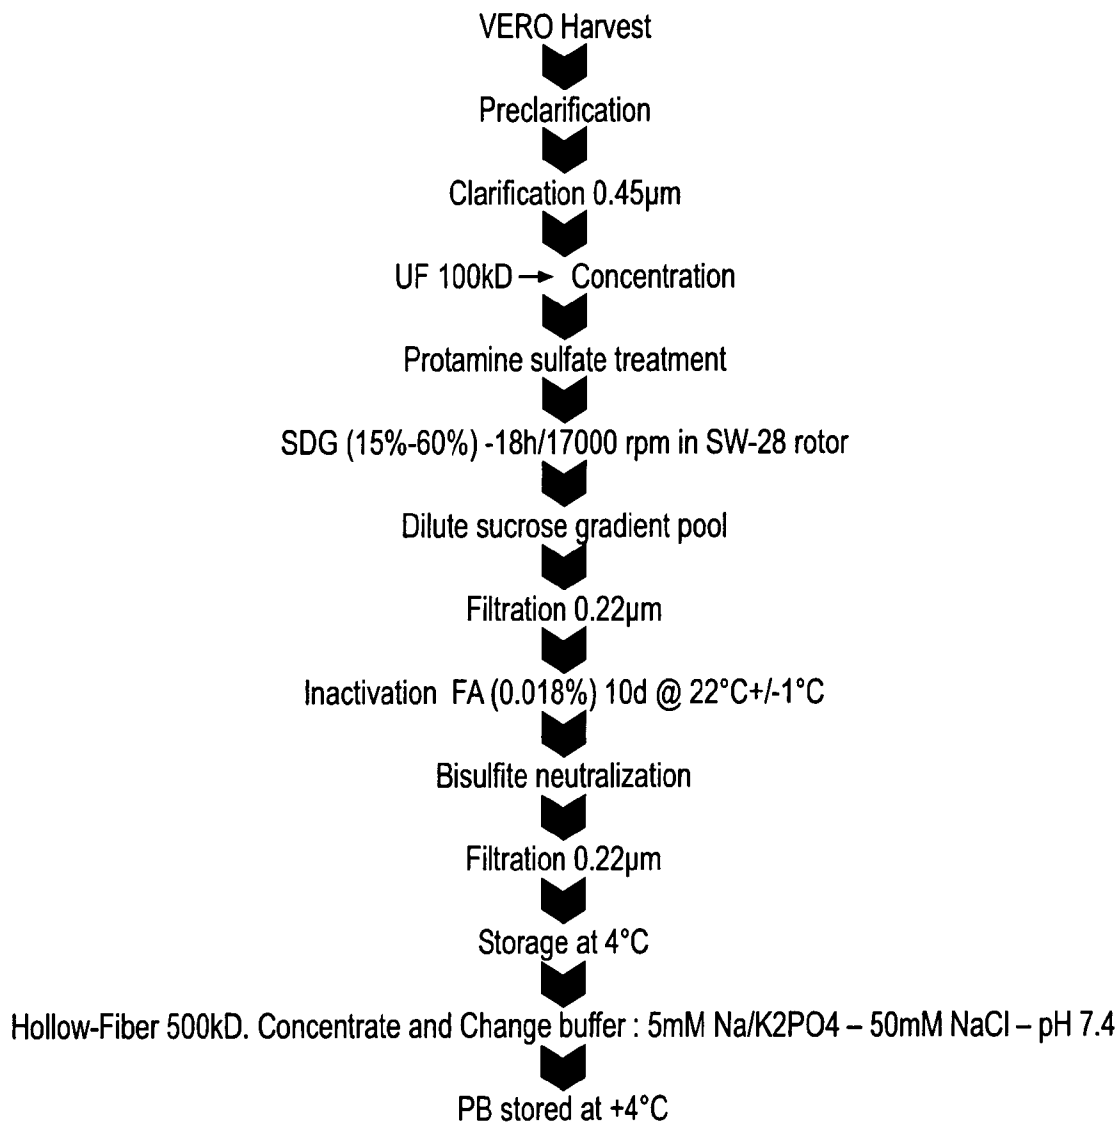 VERO Harvest
Preclarification
Clarification 0.45µm
UF 100kD → Concentration
Protamine sulfate treatment
SDG (15%-60%) -18h/17000 rpm in SW-28 rotor
Dilute sucrose gradient pool
Filtration 0.22µm
Inactivation FA (0.018%) 10d @ 22°C+/-1°C
Bisulfite neutralization
Filtration 0.22µm
Storage at 4°C
Hollow-Fiber 500kD. Concentrate and Change buffer : 5mM Na/K2PO4 – 50mM NaCl – pH 7.4
PB stored at +4°C